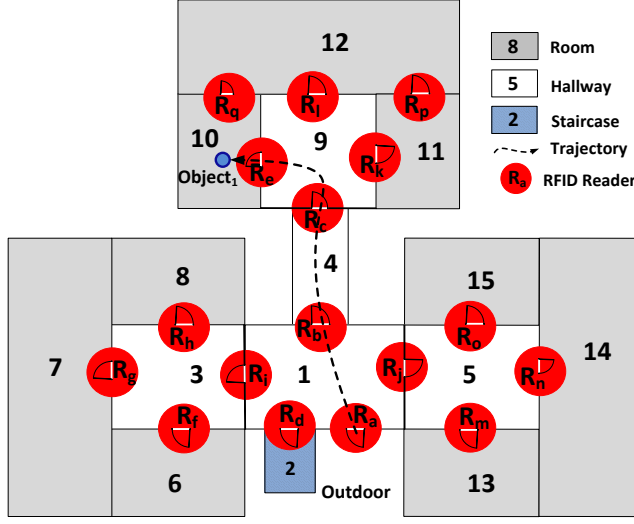 12
8 Room
5 Hallway
2 Staircase
Trajectory
Ra RFID Reader
Rq Rl Rp
10 9 11
Re Rk
Object1
Rc
4
8 15
Rh Rb Ro
7 3 1 5 14
Rg Ri Rj Rn
Rf Rd Ra Rm
6 2 13
Outdoor